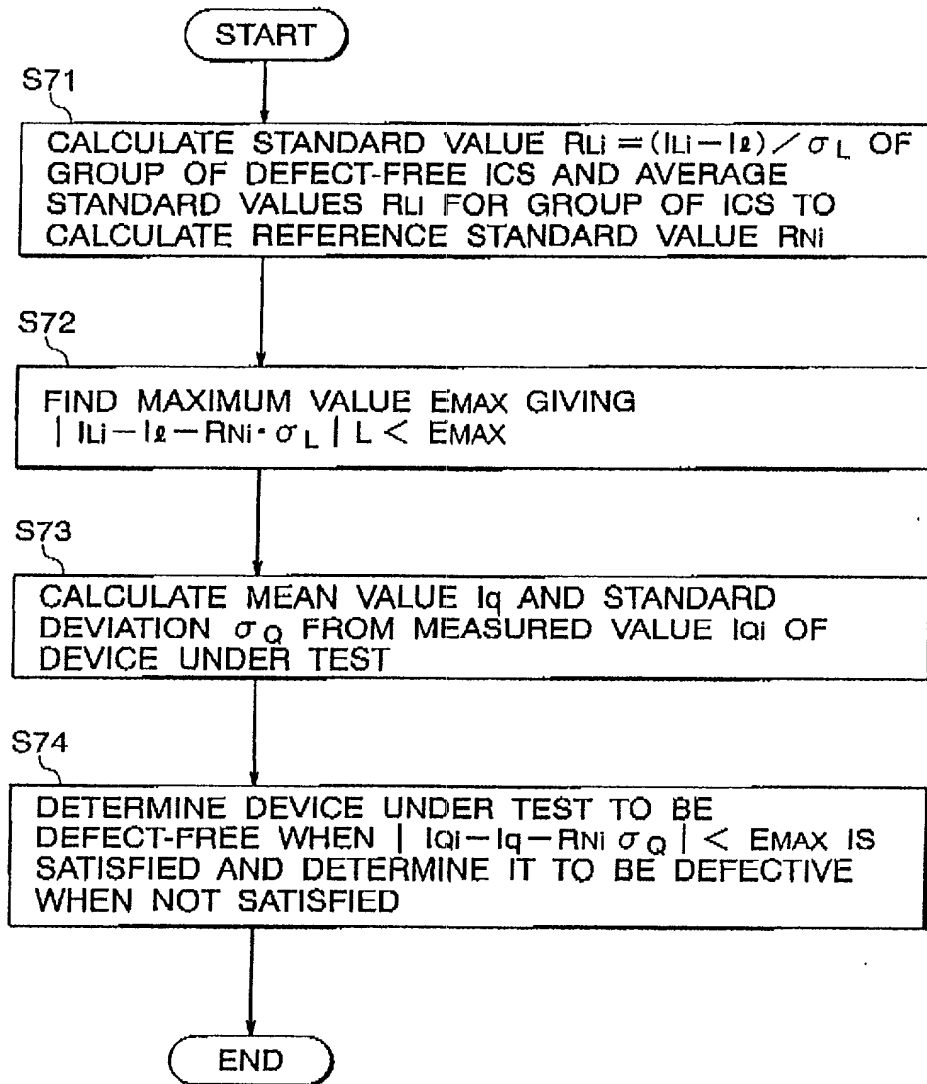 START
S71
CALCULATE STANDARD VALUE RLi=(ILi-Iℓ)/σL OF
GROUP OF DEFECT-FREE ICS AND AVERAGE
STANDARD VALUES RLi FOR GROUP OF ICS TO
CALCULATE REFERENCE STANDARD VALUE RNi
S72
FIND MAXIMUM VALUE EMAX GIVING
| ILi-Iℓ-RNi·σL | L < EMAX
S73
CALCULATE MEAN VALUE Iq AND STANDARD
DEVIATION σQ FROM MEASURED VALUE IQi OF
DEVICE UNDER TEST
S74
DETERMINE DEVICE UNDER TEST TO BE
DEFECT-FREE WHEN | IQi-Iq-RNi σQ | < EMAX IS
SATISFIED AND DETERMINE IT TO BE DEFECTIVE
WHEN NOT SATISFIED
END